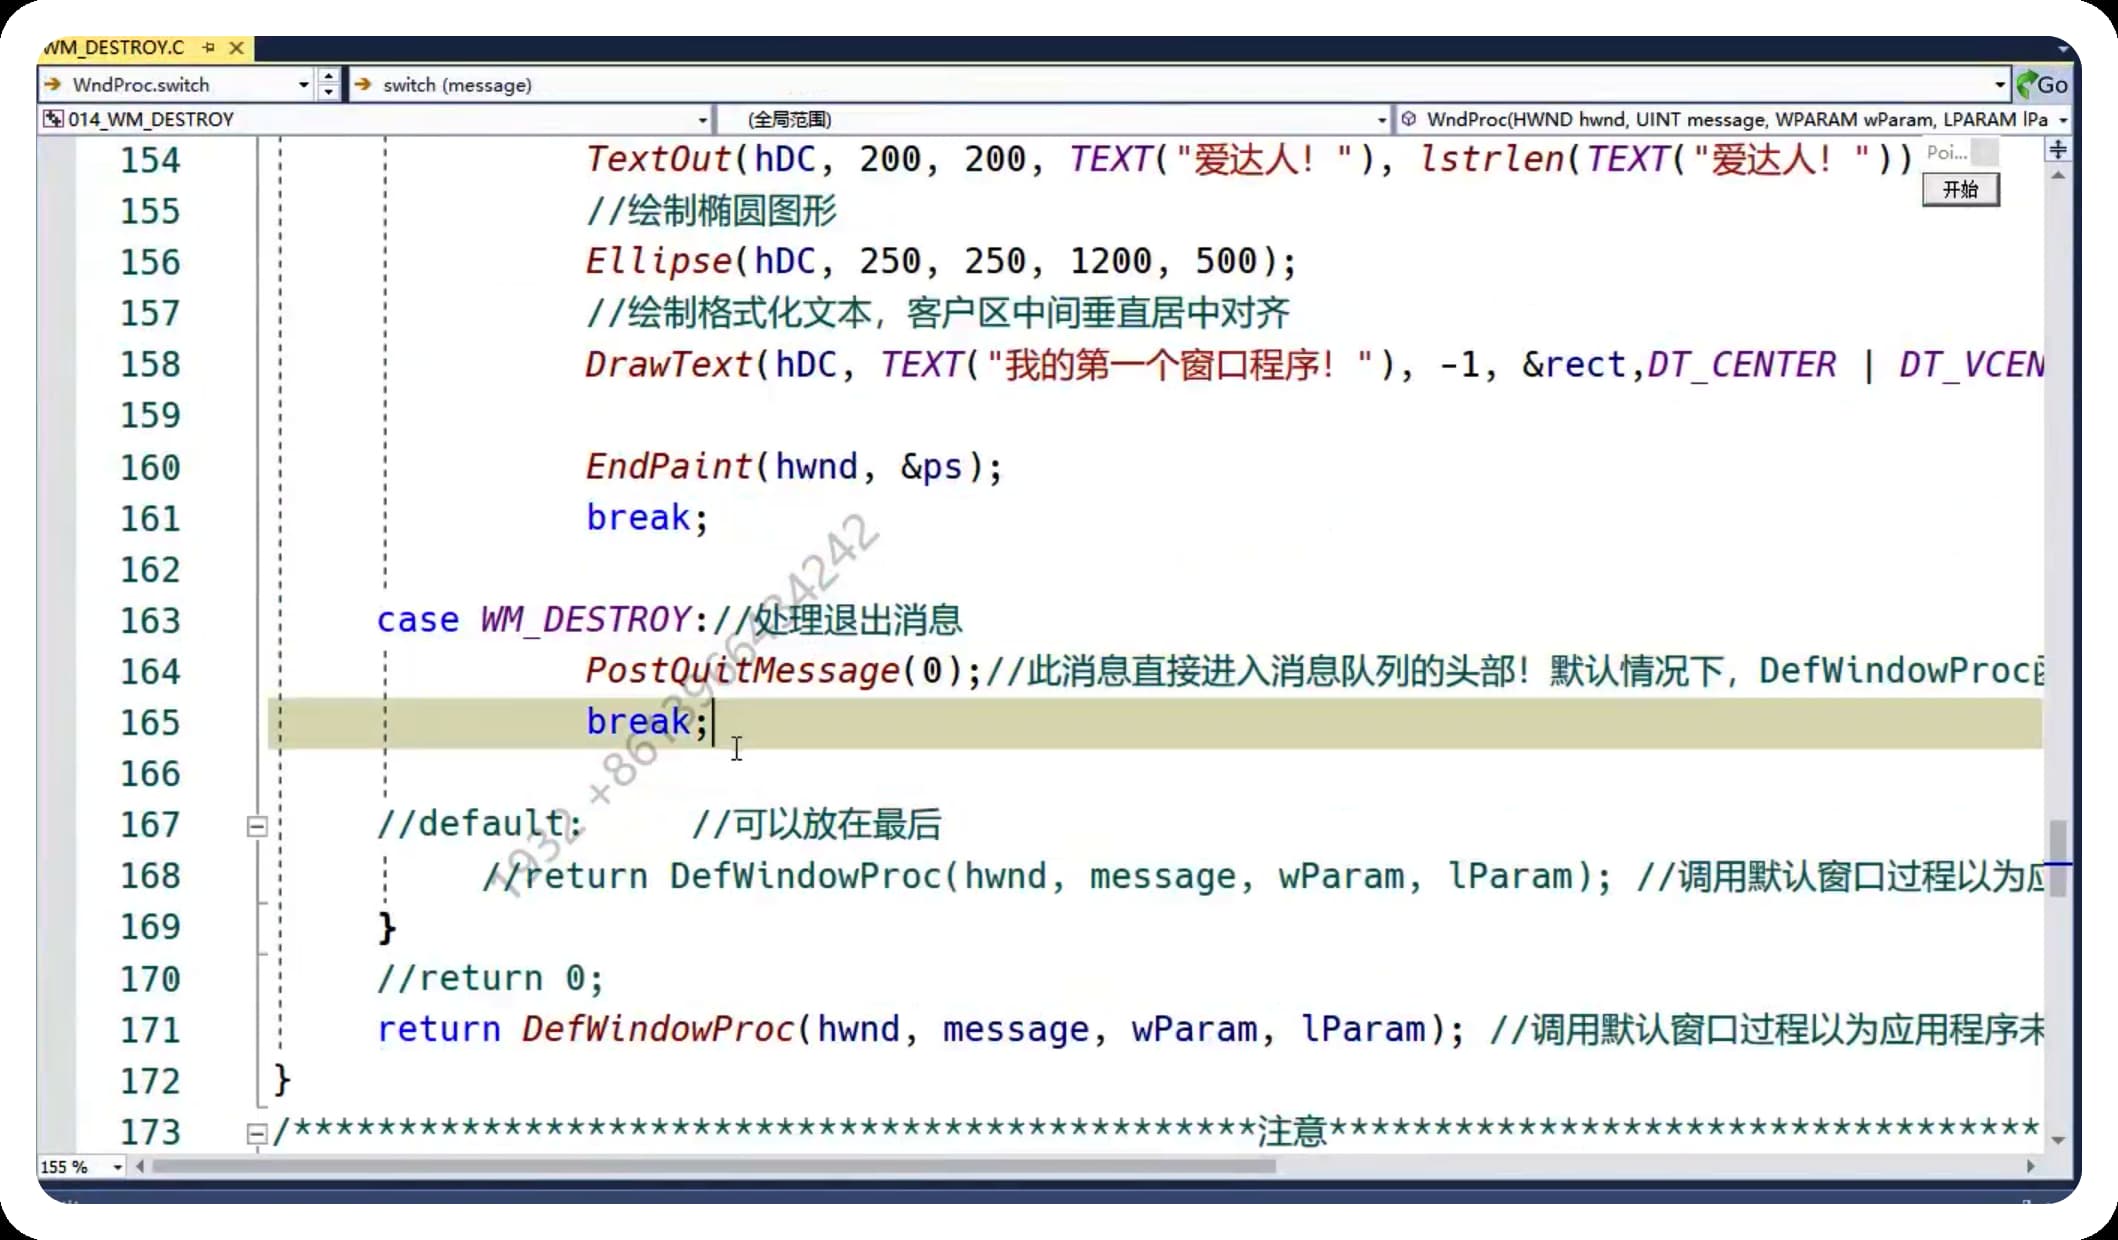 WM_DESTROY.C
WndProc.switch
switch (message)
Go
014_WM_DESTROY
(全局范围)
WndProc(HWND hwnd, UINT message, WPARAM wParam, LPARAM lPa
Poi...
开始
154 TextOut(hDC, 200, 200, TEXT("爱达人！"), lstrlen(TEXT("爱达人！"))
155 //绘制椭圆图形
156 Ellipse(hDC, 250, 250, 1200, 500);
157 //绘制格式化文本，客户区中间垂直居中对齐
158 DrawText(hDC, TEXT("我的第一个窗口程序！"), -1, &rect,DT_CENTER | DT_VCEN
159
160 EndPaint(hwnd, &ps);
161 break;
162
163 case WM_DESTROY://处理退出消息
164 PostQuitMessage(0);//此消息直接进入消息队列的头部！默认情况下，DefWindowProc
165 break;
166
167 //default: //可以放在最后
168 //return DefWindowProc(hwnd, message, wParam, lParam); //调用默认窗口过程以为应
169 }
170 //return 0;
171 return DefWindowProc(hwnd, message, wParam, lParam); //调用默认窗口过程以为应用程序未
172 }
173 /**********************************************注意**********************************
155 %